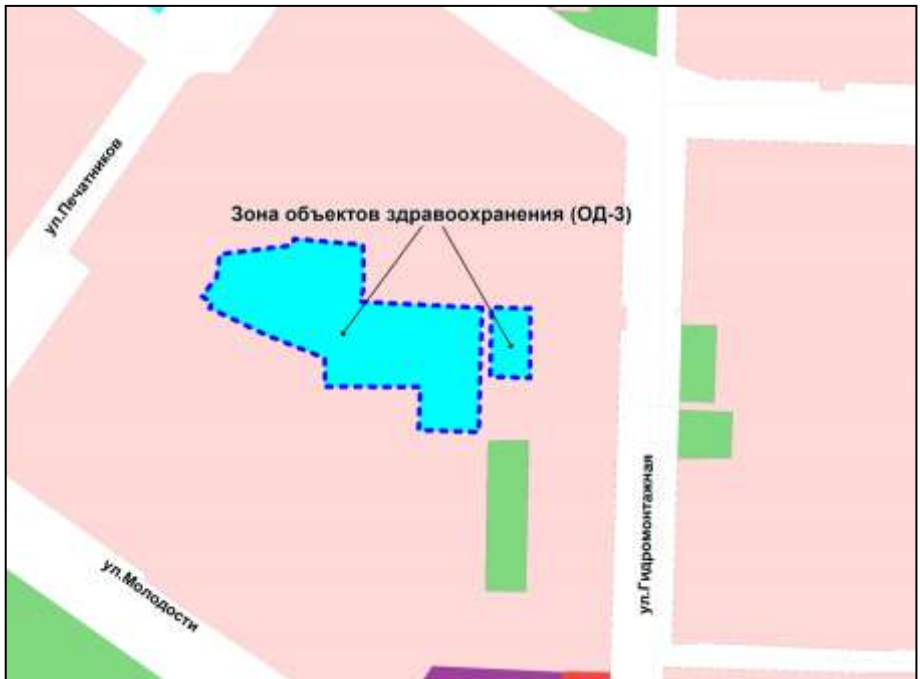 ул.Печатников
Зона объектов здравоохранения (ОД-3)
ул.Гидромонтажная
ул.Молодости